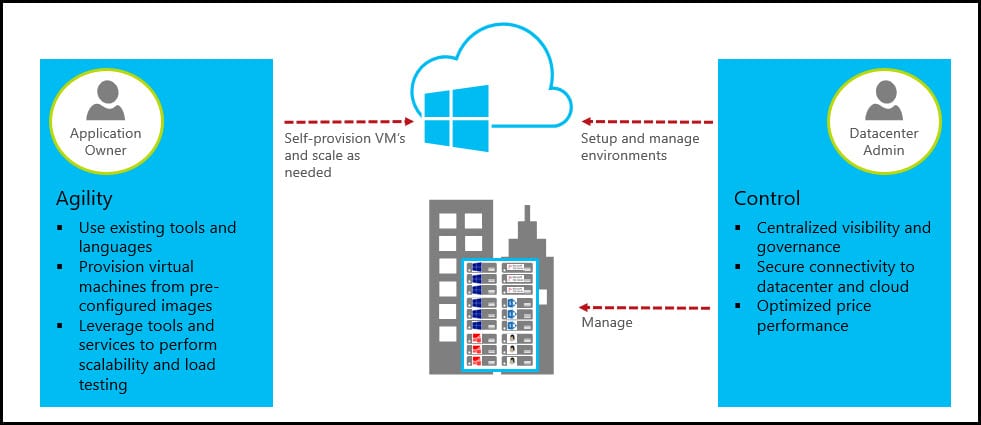 Application
Owner
Agility
▪ Use existing tools and
languages
▪ Provision virtual
machines from pre-
configured images
▪ Leverage tools and
services to perform
scalability and load
testing
Self-provision VM's
and scale as
needed
Setup and manage
environments
Manage
Datacenter
Admin
Control
▪ Centralized visibility and
governance
▪ Secure connectivity to
datacenter and cloud
▪ Optimized price
performance